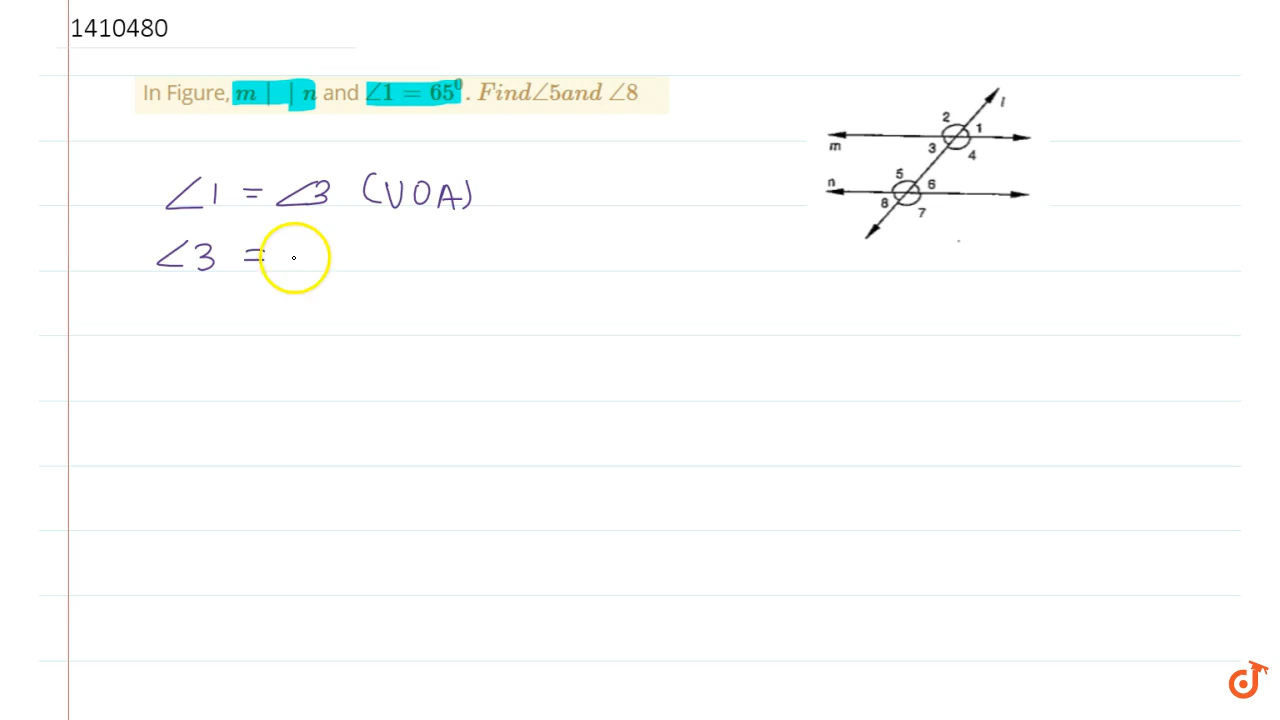 1410480
In Figure, m | | n and ∠1 = 65⁰. Find∠5and ∠8
l
2 1
m 3 4
n 5 6
8 7
∠1 = ∠3 (VOA)
∠3 =